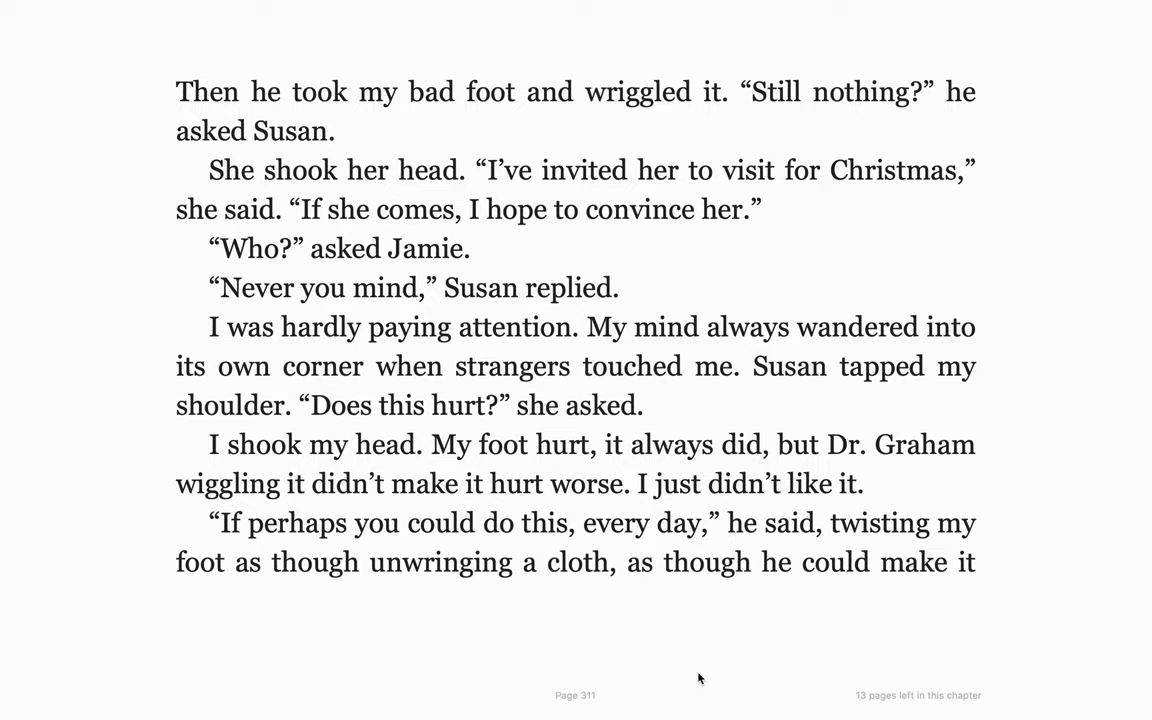 Then he took my bad foot and wriggled it. “Still nothing?” he
asked Susan.
She shook her head. “I’ve invited her to visit for Christmas,”
she said. “If she comes, I hope to convince her.”
“Who?” asked Jamie.
“Never you mind,” Susan replied.
I was hardly paying attention. My mind always wandered into
its own corner when strangers touched me. Susan tapped my
shoulder. “Does this hurt?” she asked.
I shook my head. My foot hurt, it always did, but Dr. Graham
wiggling it didn’t make it hurt worse. I just didn’t like it.
“If perhaps you could do this, every day,” he said, twisting my
foot as though unwringing a cloth, as though he could make it
Page 311
13 pages left in this chapter